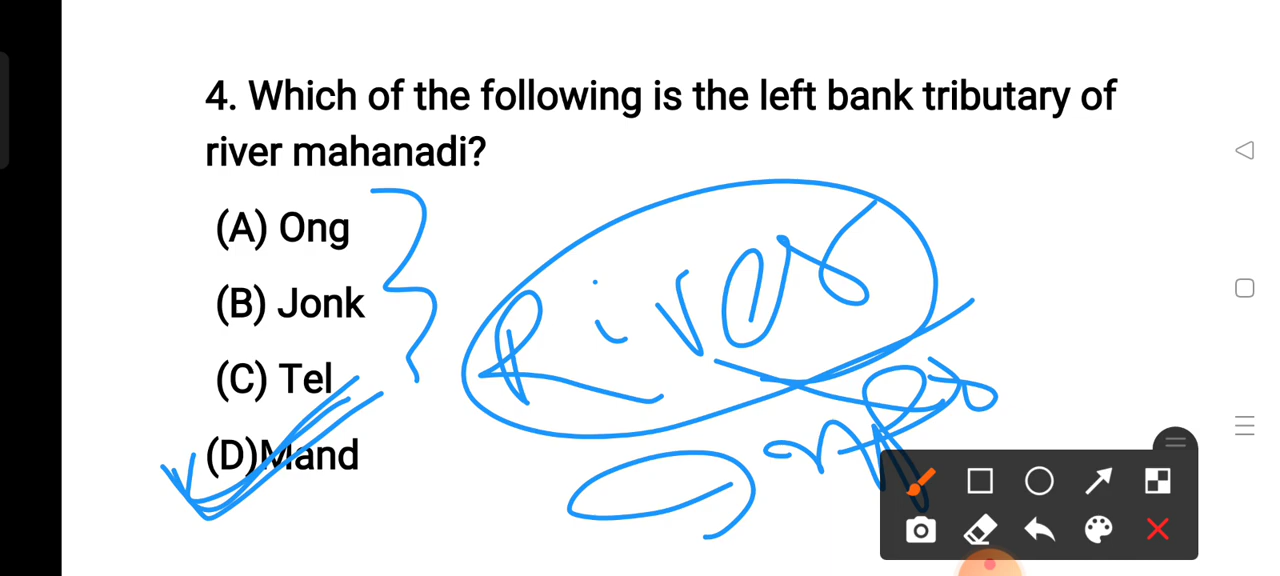 4. Which of the following is the left bank tributary of
river mahanadi?
(A) Ong
(B) Jonk
(C) Tel
(D)Mand
River